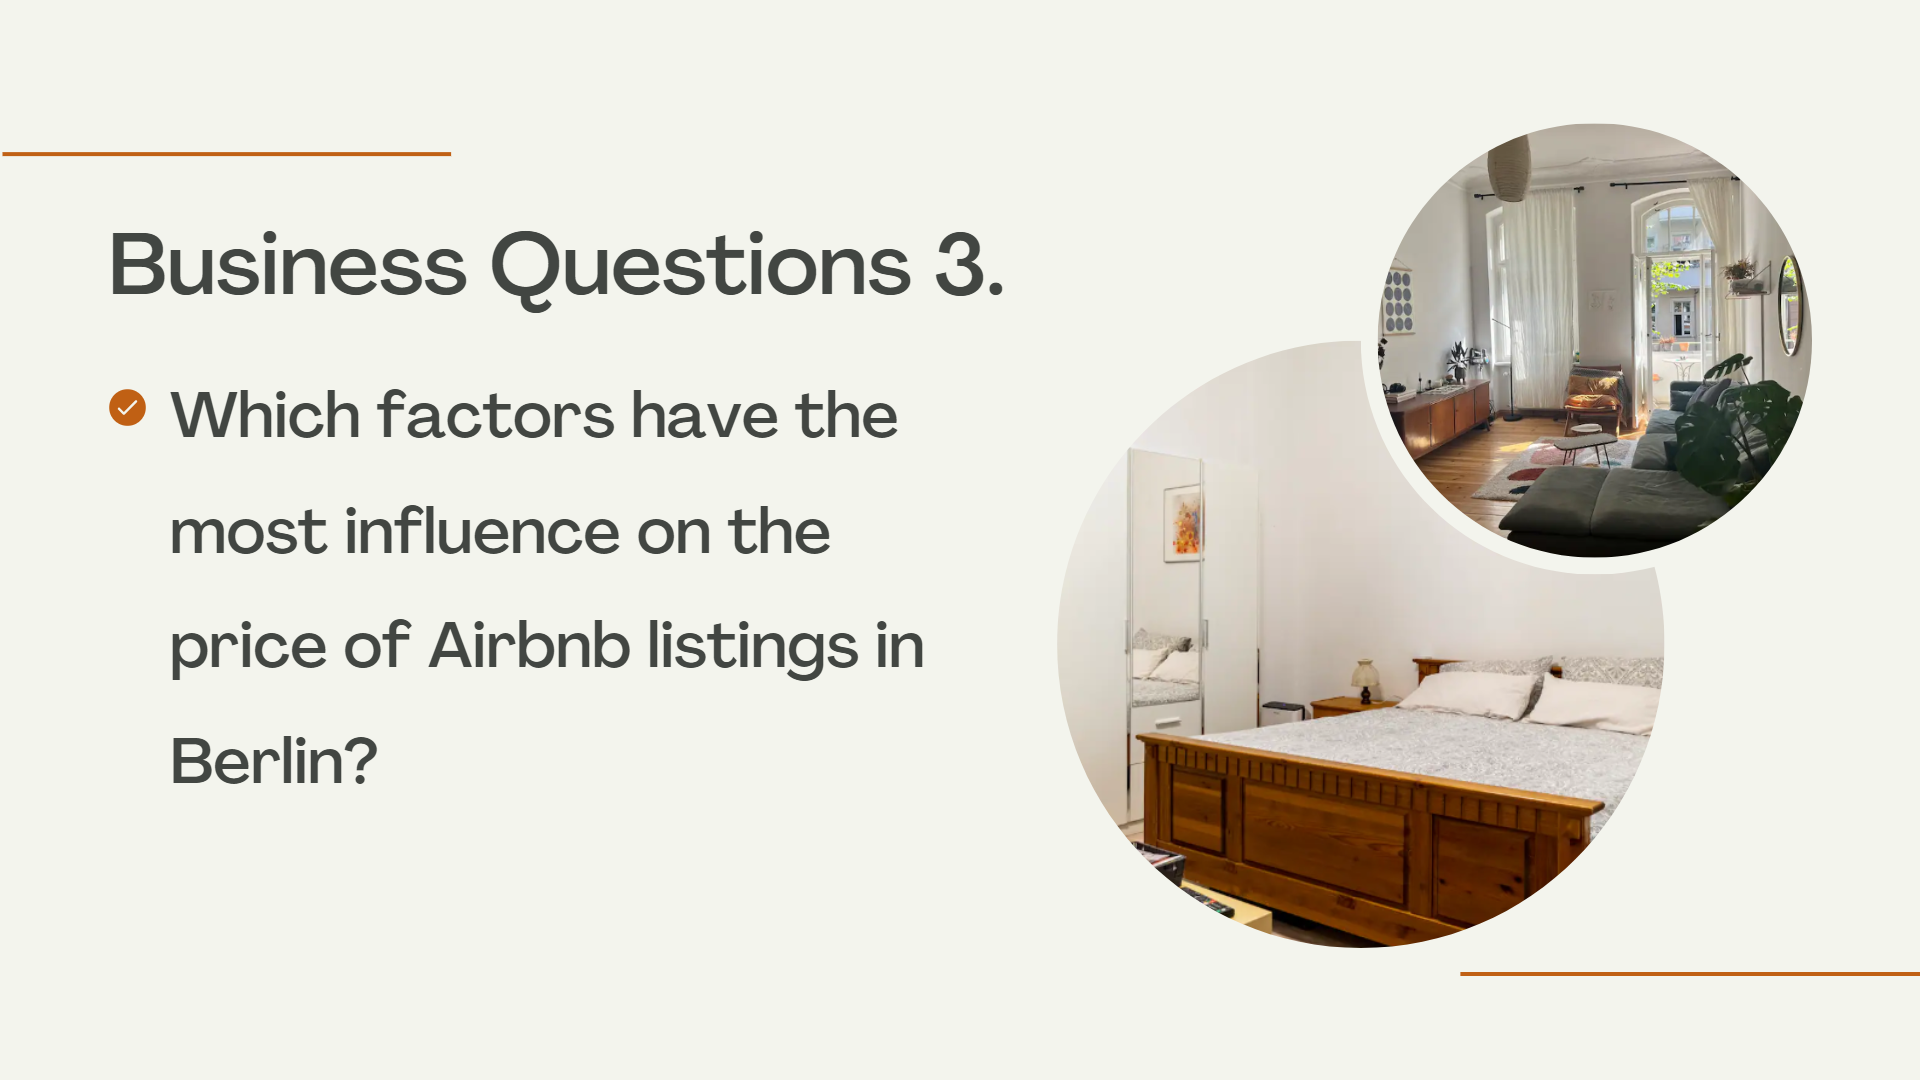 Business Questions 3.
Which factors have the
most influence on the
price of Airbnb listings in
Berlin?